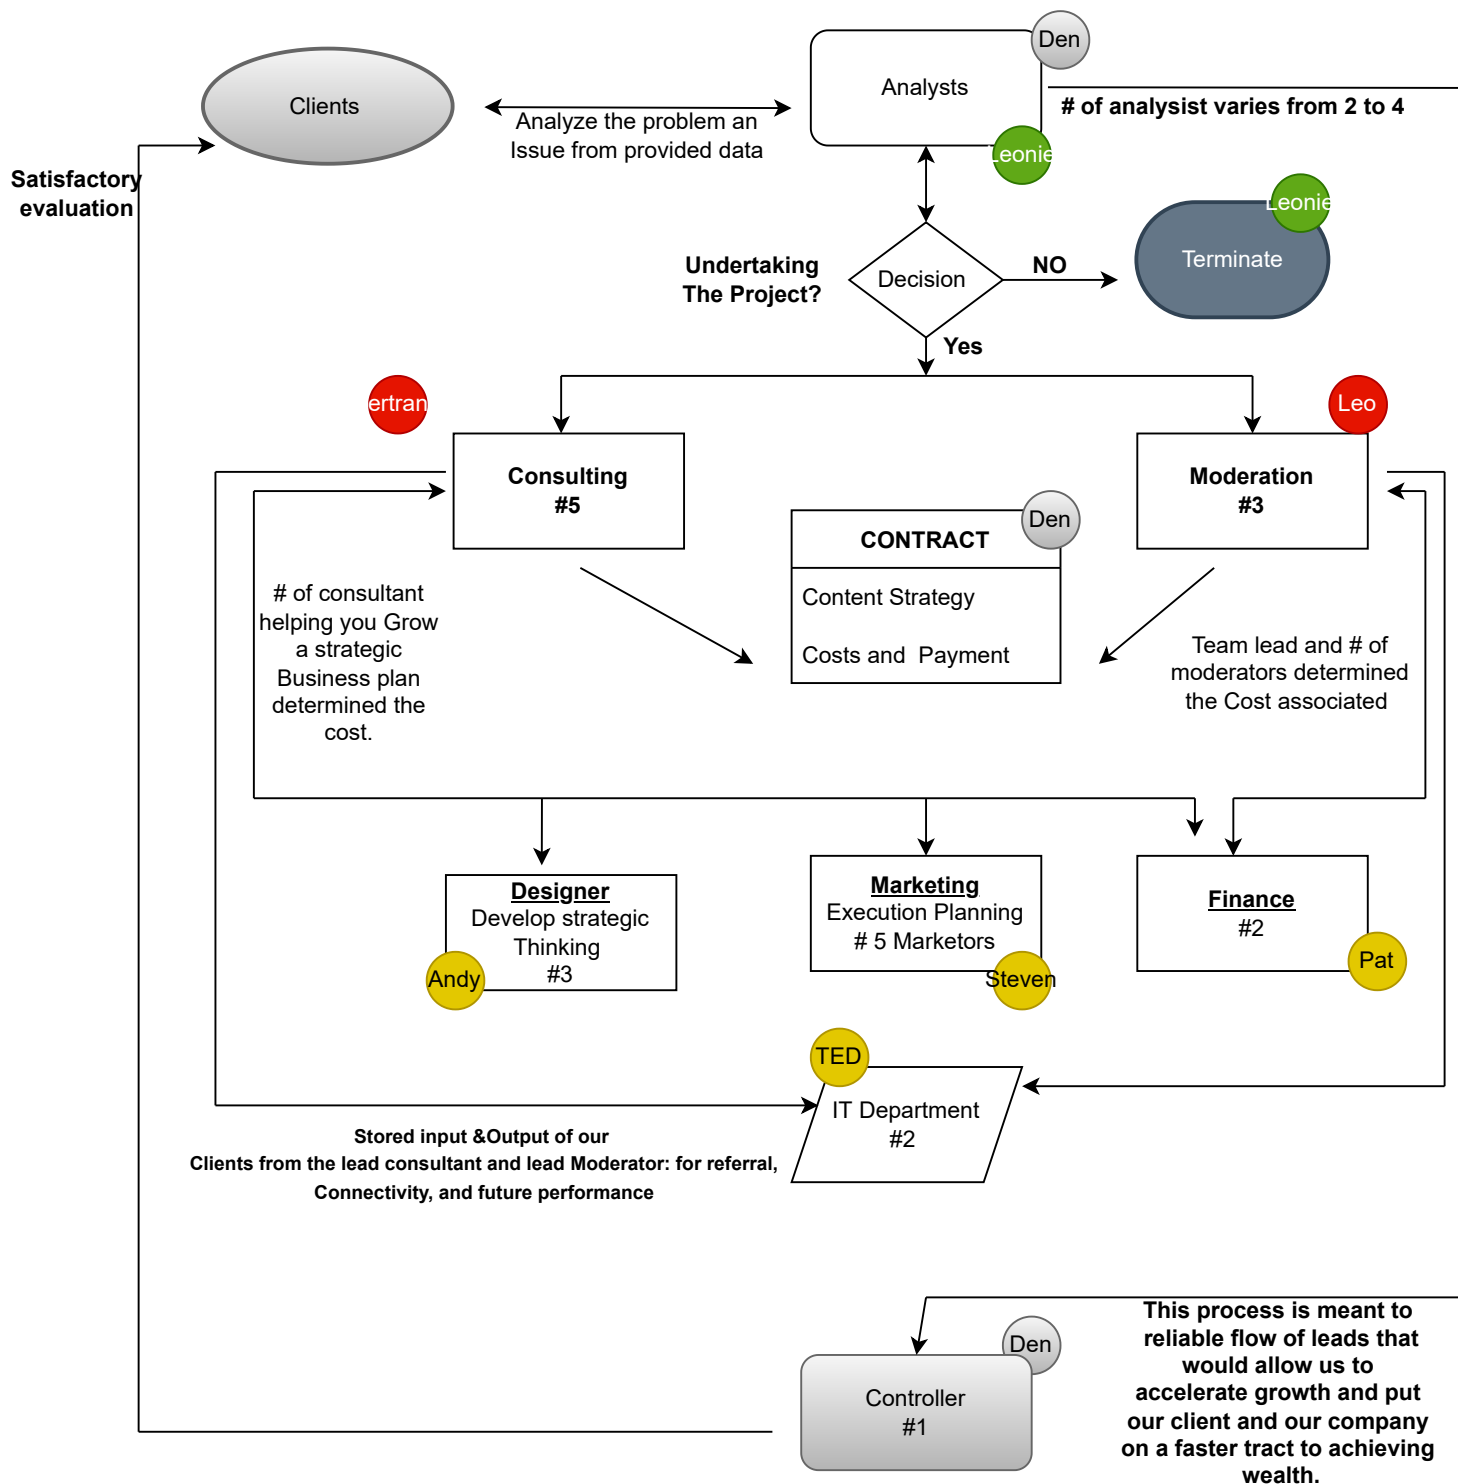 Den
Clients
Analysts
# of analysist varies from 2 to 4
Analyze the problem an
Issue from provided data
Leonie
Satisfactory
evaluation
Leonie
Undertaking
The Project?
Decision
NO
Terminate
Yes
ertran
Leo
Consulting
#5
Moderation
#3
Den
CONTRACT
Content Strategy
Costs and Payment
# of consultant
helping you Grow
a strategic
Business plan
determined the
cost.
Team lead and # of
moderators determined
the Cost associated
Designer
Develop strategic
Thinking
#3
Andy
Marketing
Execution Planning
# 5 Marketors
Steven
Finance
#2
Pat
TED
IT Department
#2
Stored input &Output of our
Clients from the lead consultant and lead Moderator: for referral,
Connectivity, and future performance
Den
Controller
#1
This process is meant to
reliable flow of leads that
would allow us to
accelerate growth and put
our client and our company
on a faster tract to achieving
wealth.